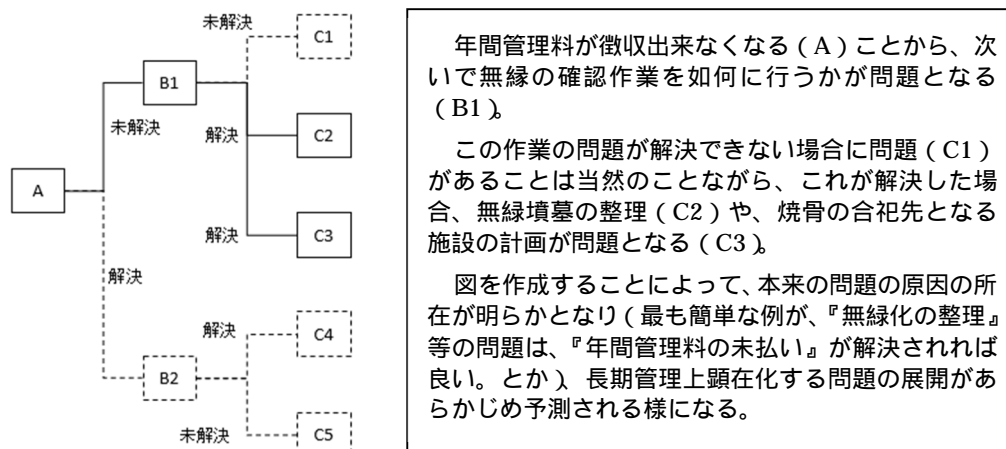 未解決
C1
B1
未解決
解決
C2
A
解決
C3
解決
解決
C4
B2
未解決
C5
年間管理料が徴収出来なくなる(A)ことから、次
いで無縁の確認作業を如何に行うかが問題となる
(B1)。
この作業の問題が解決できない場合に問題(C1)
があることは当然のことながら、これが解決した場
合、無縁墳墓の整理(C2)や、焼骨の合祀先となる
施設の計画が問題となる(C3)。
図を作成することによって、本来の問題の原因の所
在が明らかとなり(最も簡単な例が、『無縁化の整理』
等の問題は、『年間管理料の未払い』が解決されれば
良い。とか)、長期管理上顕在化する問題の展開があ
らかじめ予測される様になる。